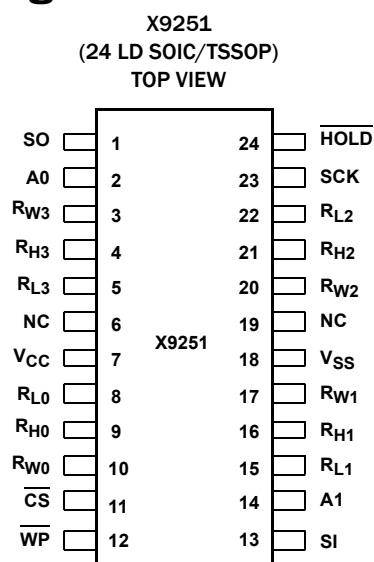 X9251
(24 LD SOIC/TSSOP)
TOP VIEW
SO 1 24 HOLD
A0 2 23 SCK
RW3 3 22 RL2
RH3 4 21 RH2
RL3 5 20 RW2
NC 6 19 NC
X9251
VCC 7 18 VSS
RL0 8 17 RW1
RH0 9 16 RH1
RW0 10 15 RL1
CS 11 14 A1
WP 12 13 SI